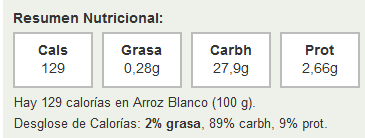 Resumen Nutricional:
Cals Grasa Carbh Prot
129 0,28g 27,9g 2,66g
Hay 129 calorías en Arroz Blanco (100 g).
Desglose de Calorías: 2% grasa, 89% carbh, 9% prot.